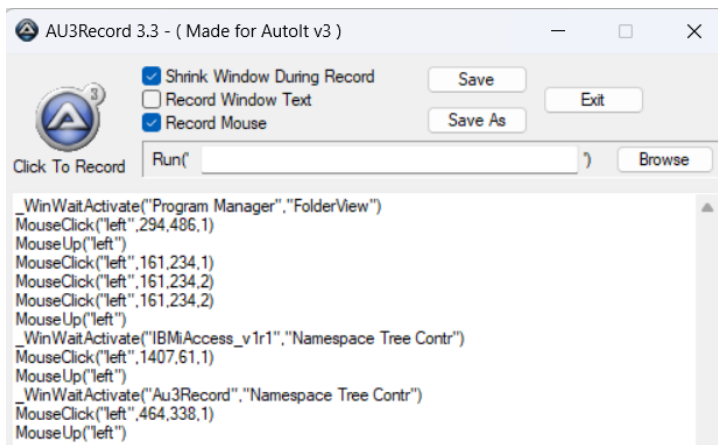 AU3Record 3.3 - ( Made for AutoIt v3 )
3
Click To Record
Shrink Window During Record
Record Window Text
Record Mouse
Save
Save As
Exit
Run('
')
Browse
_WinWaitActivate("Program Manager","FolderView")
MouseClick("left",294,486,1)
MouseUp("left")
MouseClick("left",161,234,1)
MouseClick("left",161,234,2)
MouseClick("left",161,234,2)
MouseUp("left")
_WinWaitActivate("IBMiAccess_v1r1","Namespace Tree Contr")
MouseClick("left",1407,61,1)
MouseUp("left")
_WinWaitActivate("Au3Record","Namespace Tree Contr")
MouseClick("left",464,338,1)
MouseUp("left")